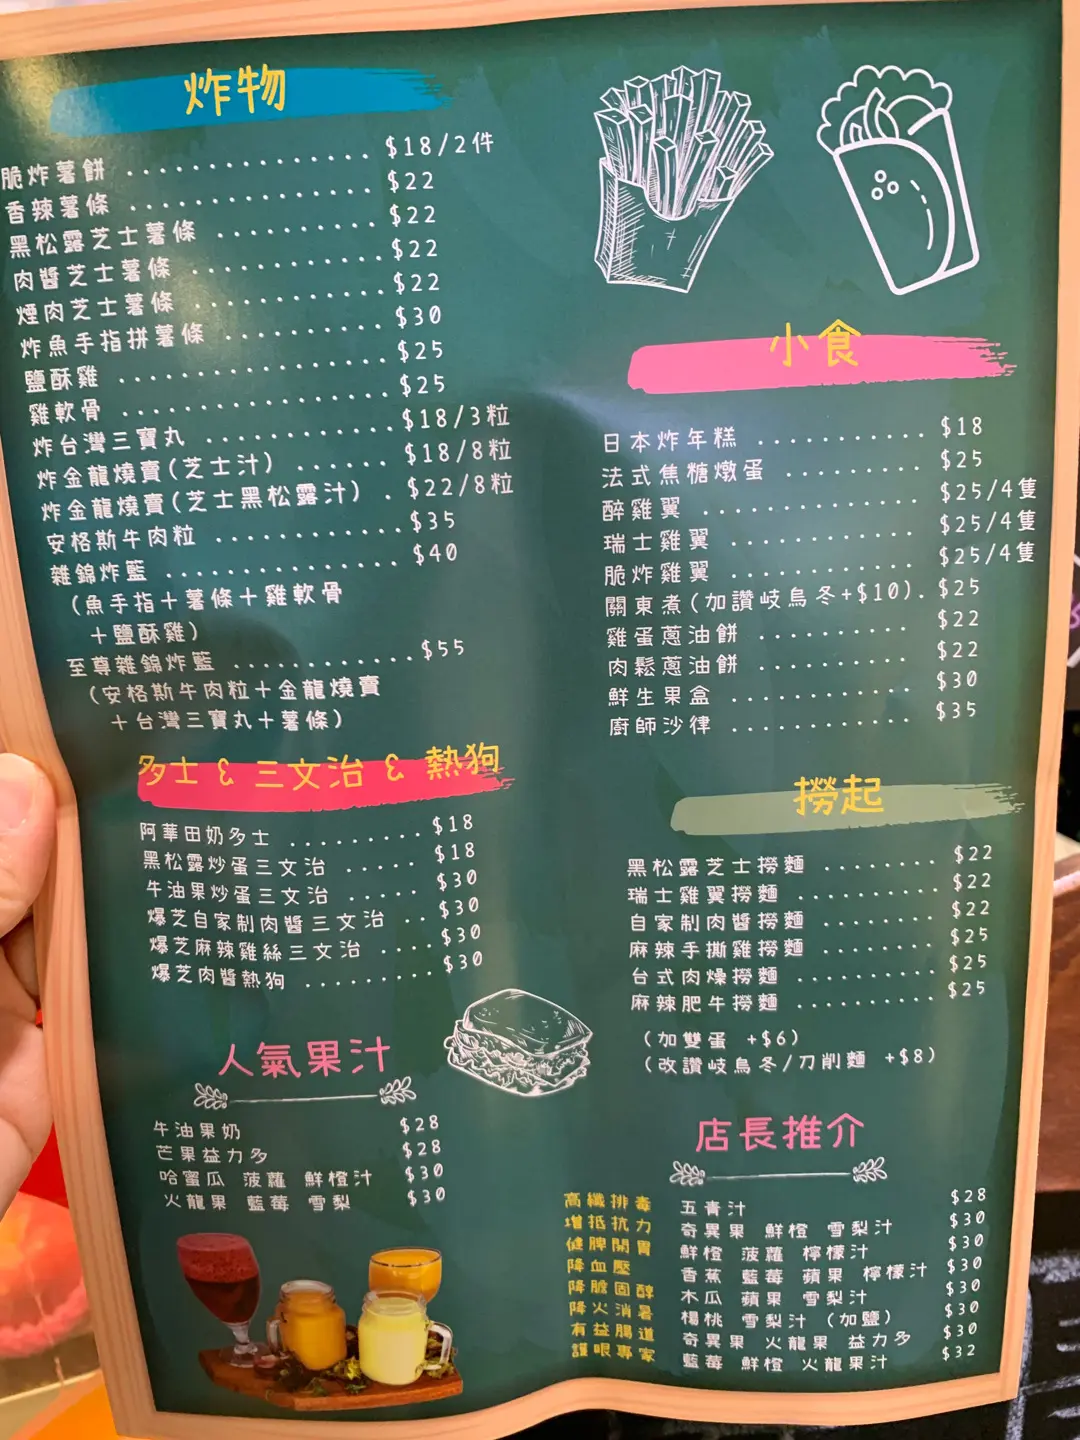 炸物
脆炸薯餅 $18/2件
香辣薯條 $22
黑松露芝士薯條 $22
肉醬芝士薯條 $22
煙肉芝士薯條 $22
炸魚手指拼薯條 $30
鹽酥雞 $25
雞軟骨 $25
炸台灣三寶丸 $18/3粒
炸金龍燒賣(芝士汁) $18/8粒
炸金龍燒賣(芝士黑松露汁) $22/8粒
安格斯牛肉粒 $35
雜錦炸籃 $40
(魚手指+薯條+雞軟骨
+鹽酥雞)
至尊雜錦炸籃 $55
(安格斯牛肉粒+金龍燒賣
+台灣三寶丸+薯條)
多士 & 三文治 & 熱狗
阿華田奶多士 $18
黑松露炒蛋三文治 $18
牛油果炒蛋三文治 $30
爆芝自家制肉醬三文治 $30
爆芝麻辣雞絲三文治 $30
爆芝肉醬熱狗 $30
人氣果汁
牛油果奶 $28
芒果益力多 $28
哈蜜瓜 菠蘿 鮮橙汁 $30
火龍果 藍莓 雪梨 $30
小食
日本炸年糕 $18
法式焦糖燉蛋 $25
醉雞翼 $25/4隻
瑞士雞翼 $25/4隻
脆炸雞翼 $25/4隻
關東煮(加讚岐烏冬+$10) $25
雞蛋蔥油餅 $22
肉鬆蔥油餅 $22
鮮生果盒 $30
廚師沙律 $35
撈起
黑松露芝士撈麵 $22
瑞士雞翼撈麵 $22
自家制肉醬撈麵 $22
麻辣手撕雞撈麵 $25
台式肉燥撈麵 $25
麻辣肥牛撈麵 $25
(加雙蛋 +$6)
(改讚岐烏冬/刀削麵 +$8)
店長推介
高纖排毒 五青汁 $28
增抵抗力 奇異果 鮮橙 雪梨汁 $30
健脾開胃 鮮橙 菠蘿 檸檬汁 $30
降血壓 香蕉 藍莓 蘋果 檸檬汁 $30
降膽固醇 木瓜 蘋果 雪梨汁 $30
降火消暑 楊桃 雪梨汁 (加鹽) $30
有益腸道 奇異果 火龍果 益力多 $30
護眼專家 藍莓 鮮橙 火龍果汁 $32